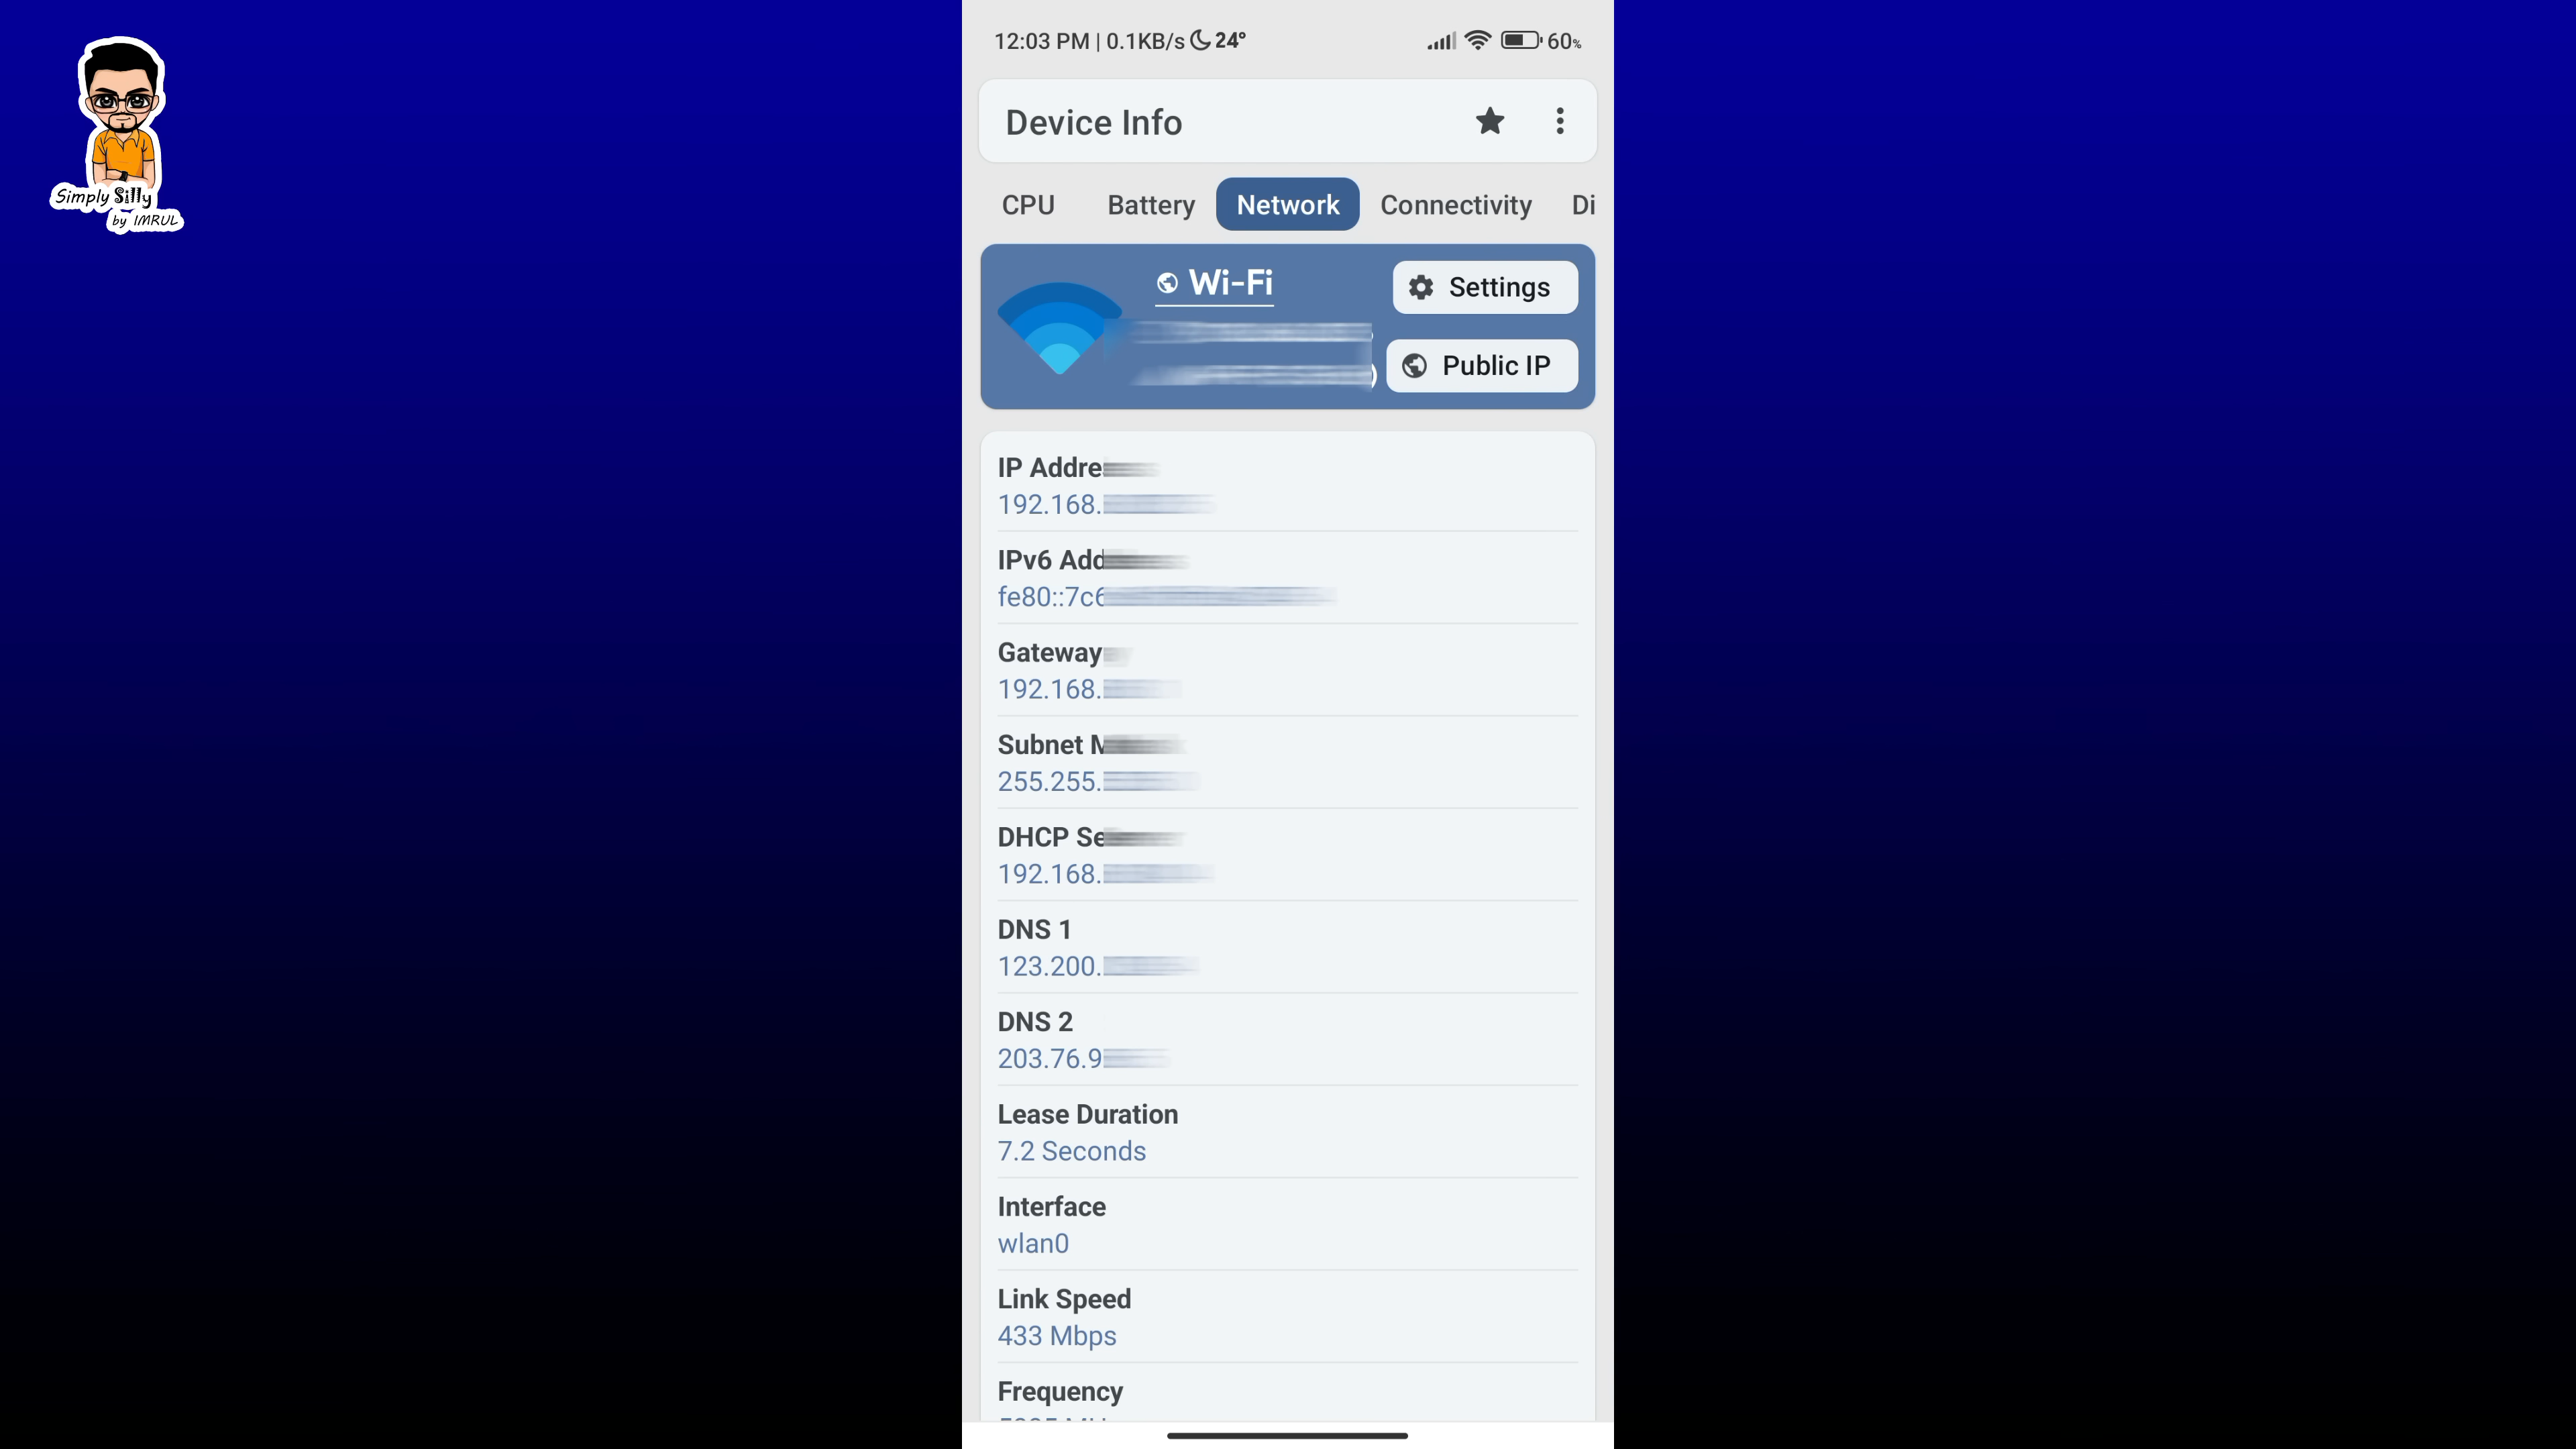 Simply Silly
by IMRUL
12:03 PM | 0.1KB/s 24° 60%
Device Info
CPU Battery Network Connectivity Di
Wi-Fi
Settings
Public IP
IP Addre
192.168.
IPv6 Add
fe80::7c6
Gateway
192.168.
Subnet M
255.255.
DHCP Se
192.168.
DNS 1
123.200.
DNS 2
203.76.9
Lease Duration
7.2 Seconds
Interface
wlan0
Link Speed
433 Mbps
Frequency